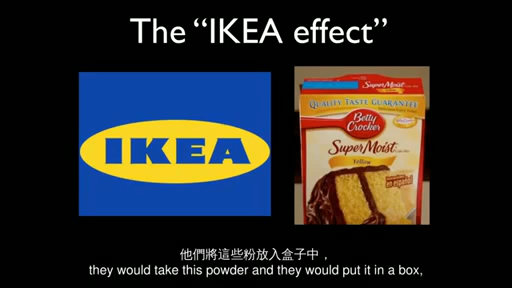 The “IKEA effect”
IKEA
SuperMoist
QUALITY TASTE GUARANTEE
Betty
Crocker
SuperMoist
Yellow
en español
他們將這些粉放入盒子中，
they would take this powder and they would put it in a box,